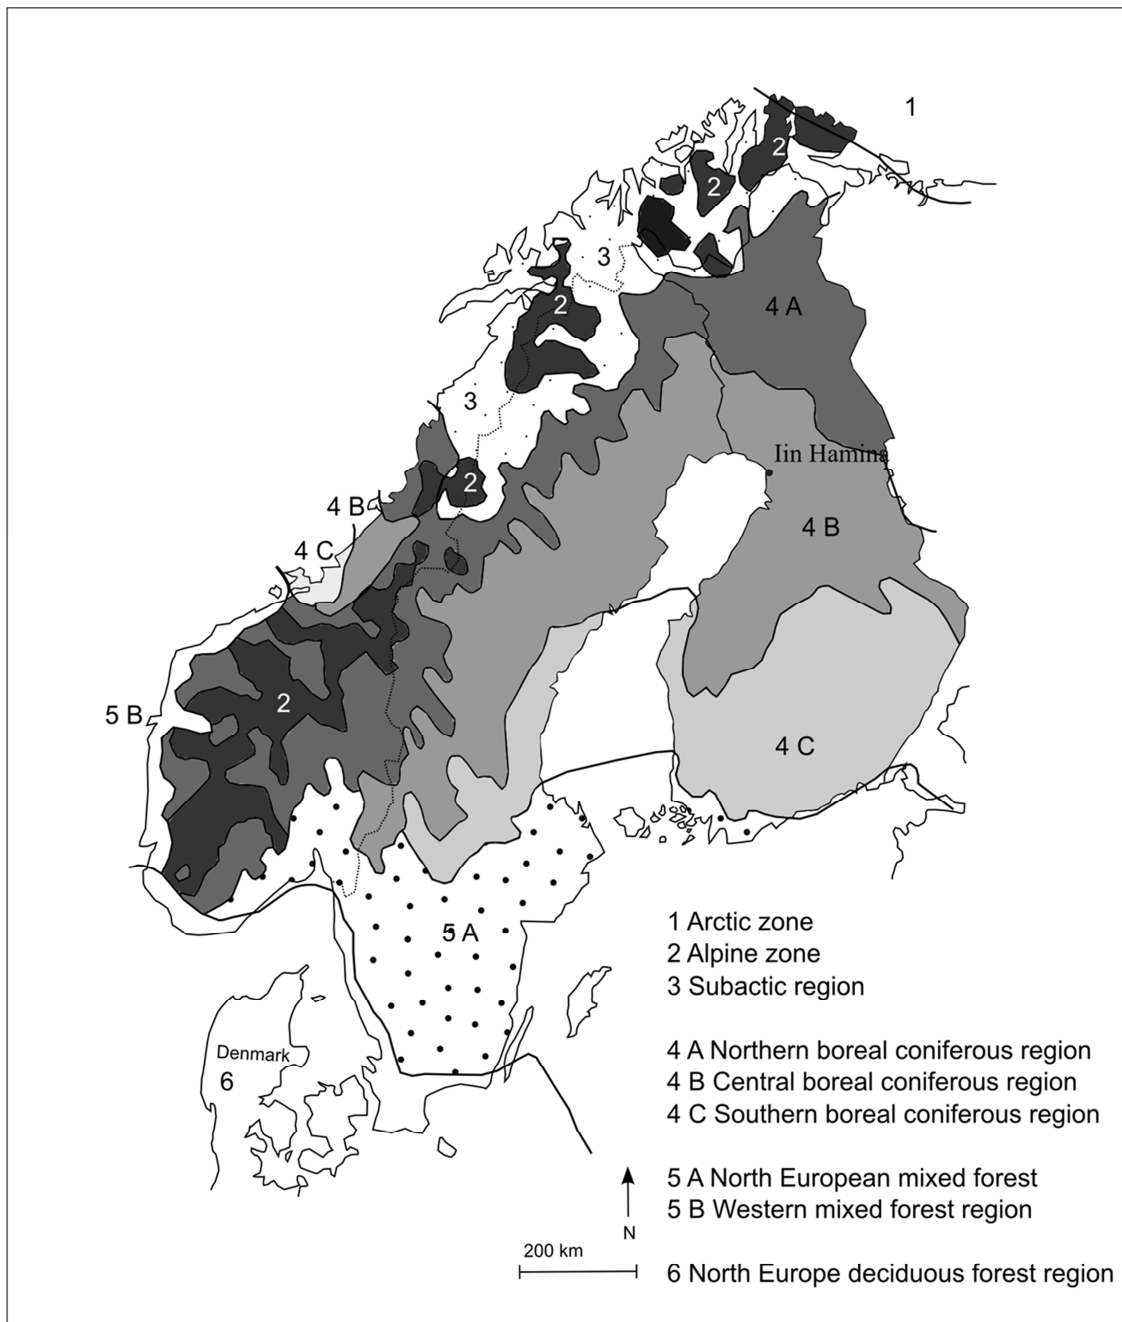 1
2
2
3
2
4 A
3
Iin Hamina
2
4 B
4 B
4 C
2
5 B
4 C
5 A
1 Arctic zone
2 Alpine zone
3 Subactic region
Denmark
6
4 A Northern boreal coniferous region
4 B Central boreal coniferous region
4 C Southern boreal coniferous region
5 A North European mixed forest
5 B Western mixed forest region
N
200 km
6 North Europe deciduous forest region